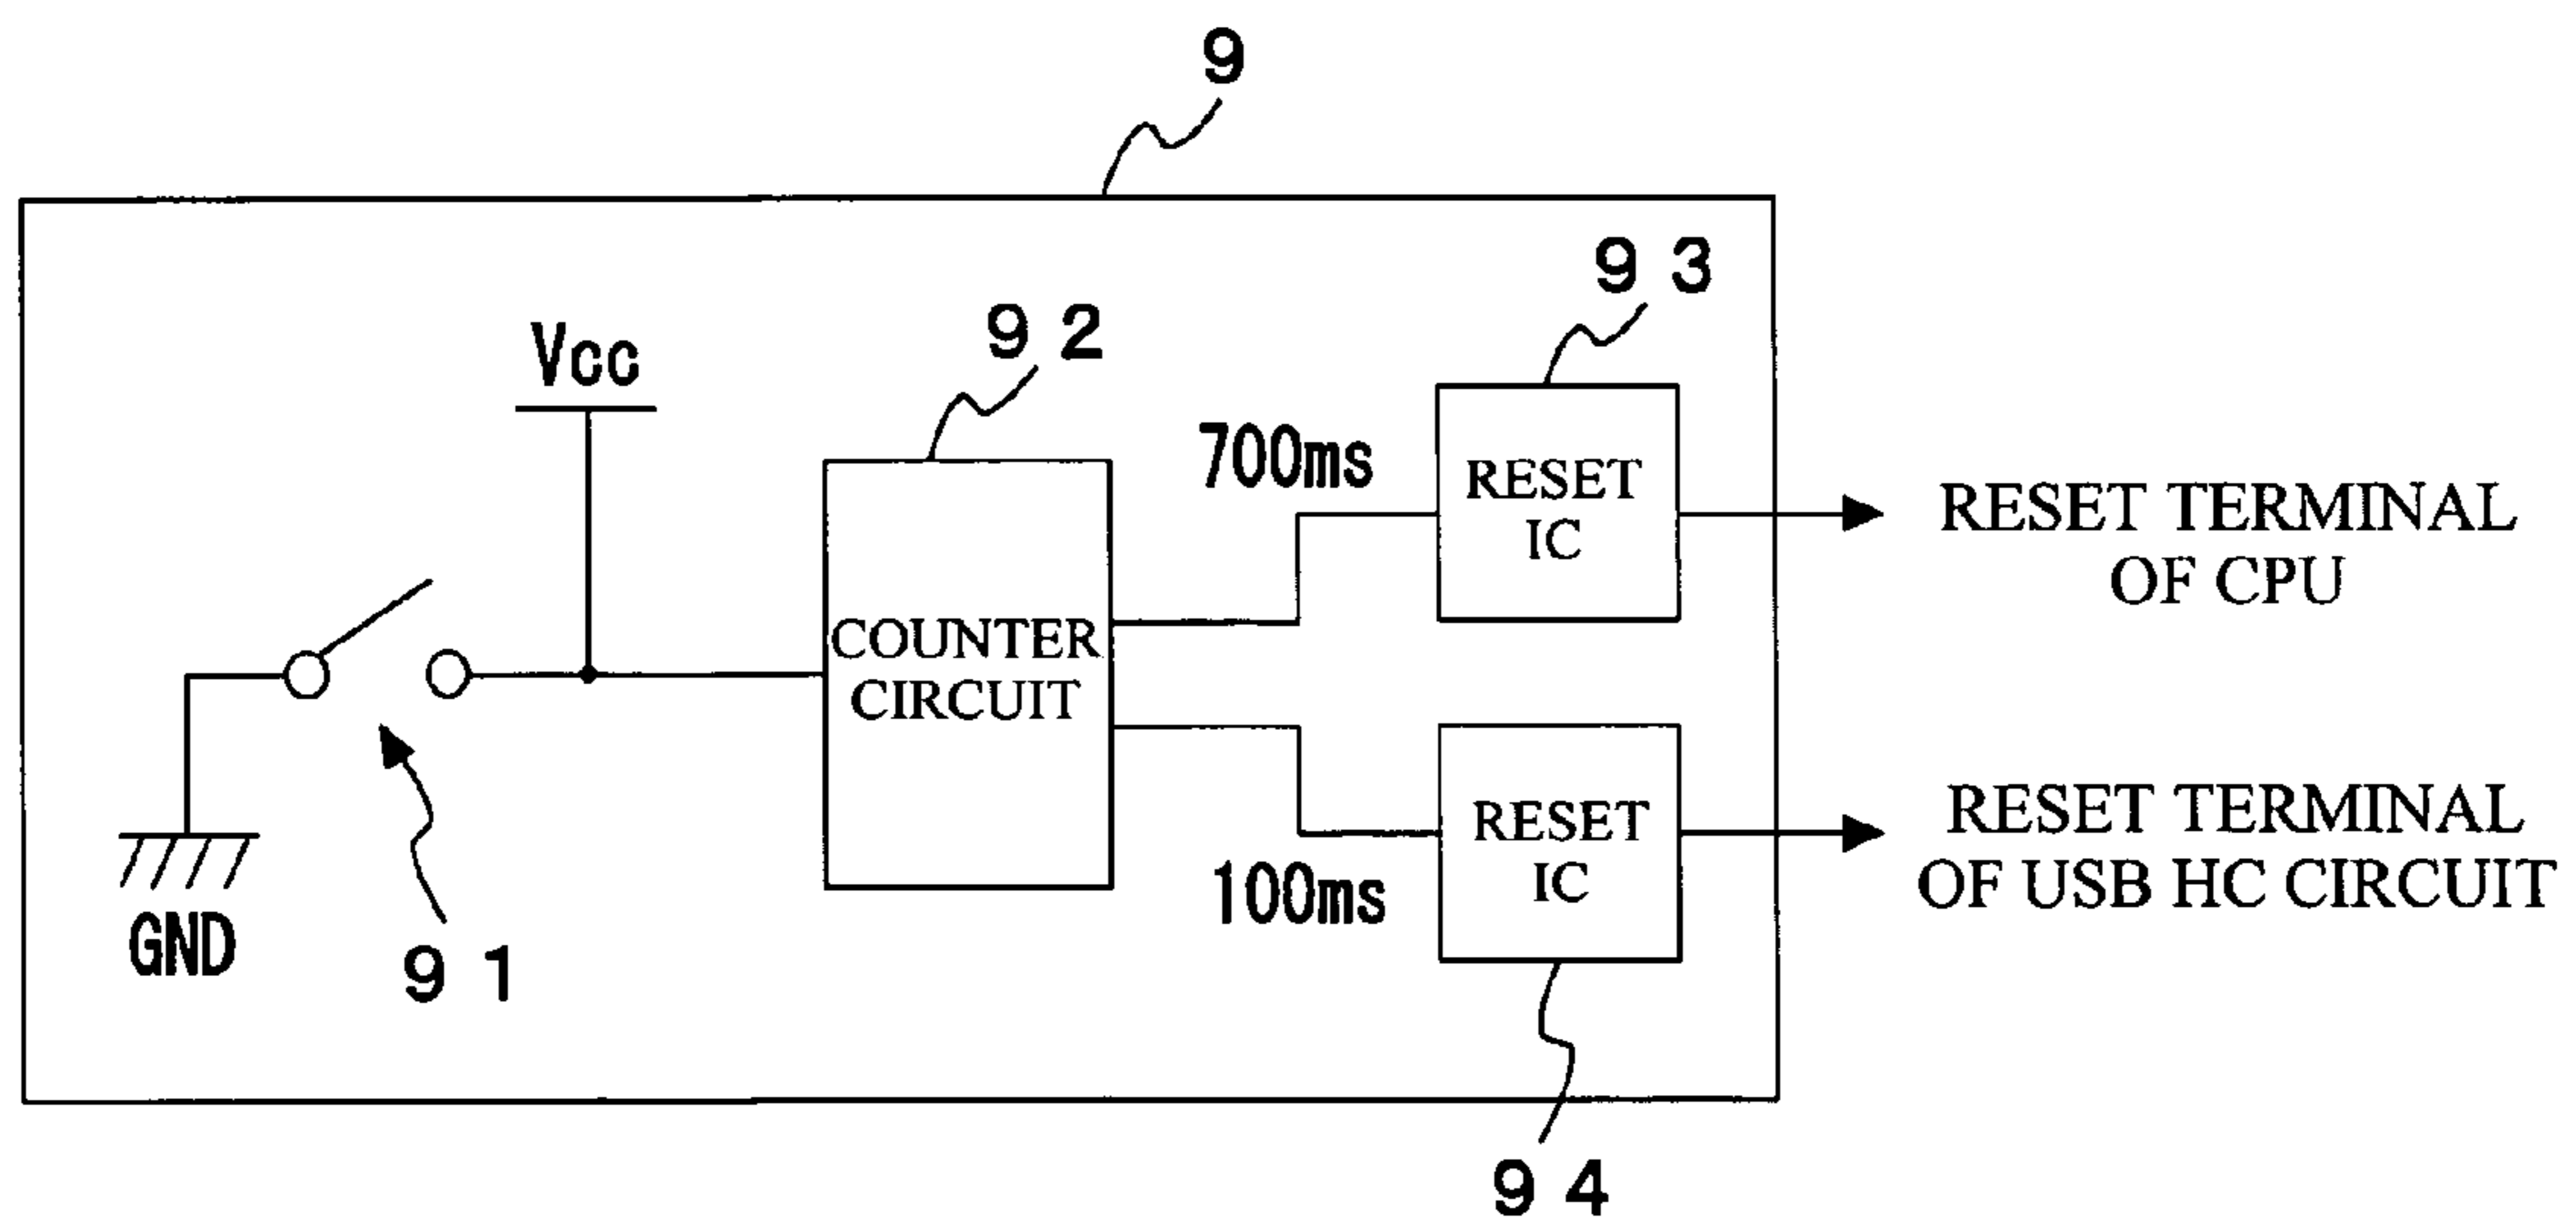 9
9 3
9 2
Vcc
700ms
RESET
IC
RESET TERMINAL
OF CPU
COUNTER
CIRCUIT
RESET
IC
RESET TERMINAL
OF USB HC CIRCUIT
100ms
GND
9 1
9 4